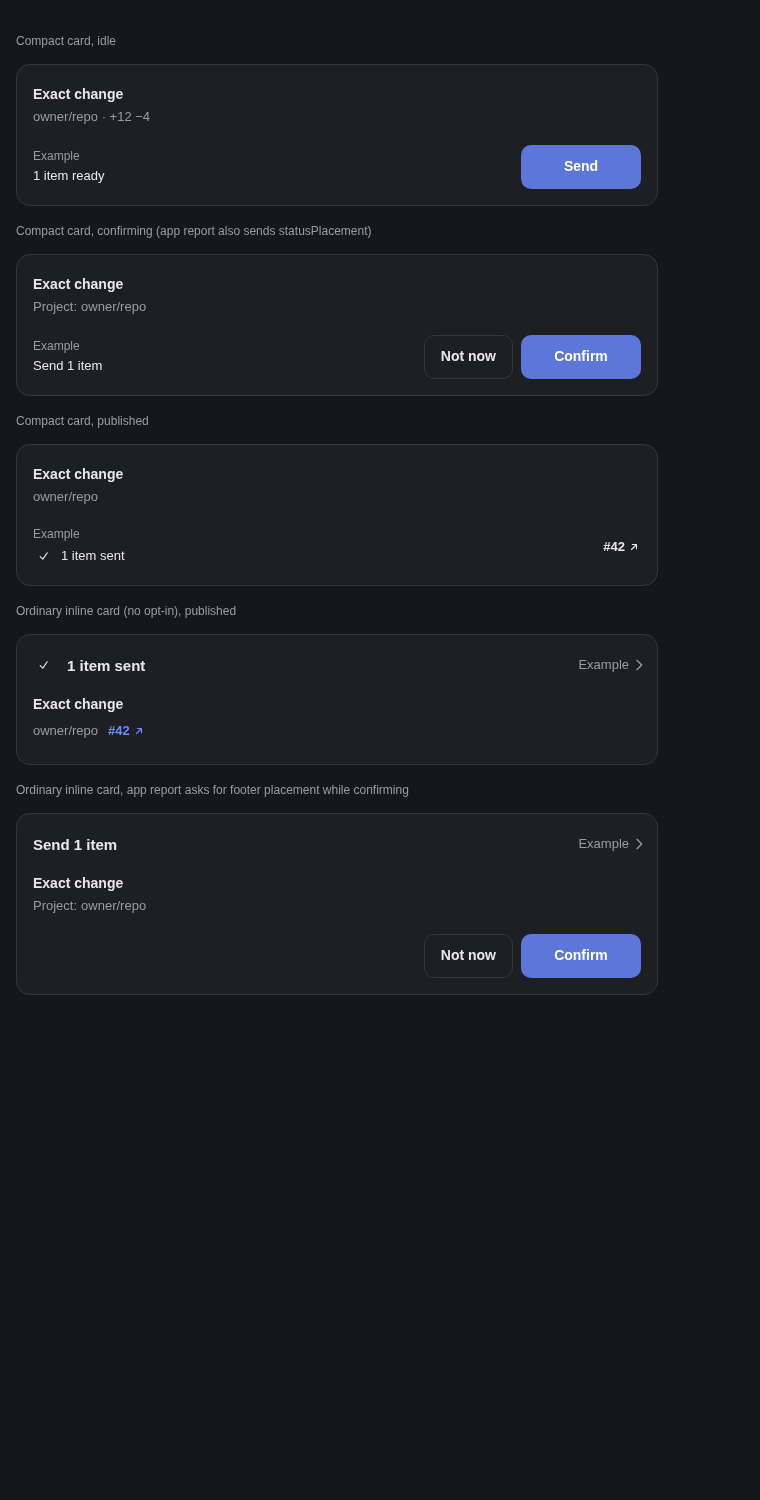 Compact card, idle
Exact change
owner/repo · +12 −4
Example
1 item ready
Send
Compact card, confirming (app report also sends statusPlacement)
Exact change
Project: owner/repo
Example
Send 1 item
Not now
Confirm
Compact card, published
Exact change
owner/repo
Example
1 item sent
#42
Ordinary inline card (no opt-in), published
1 item sent
Example
Exact change
owner/repo #42
Ordinary inline card, app report asks for footer placement while confirming
Send 1 item
Example
Exact change
Project: owner/repo
Not now
Confirm